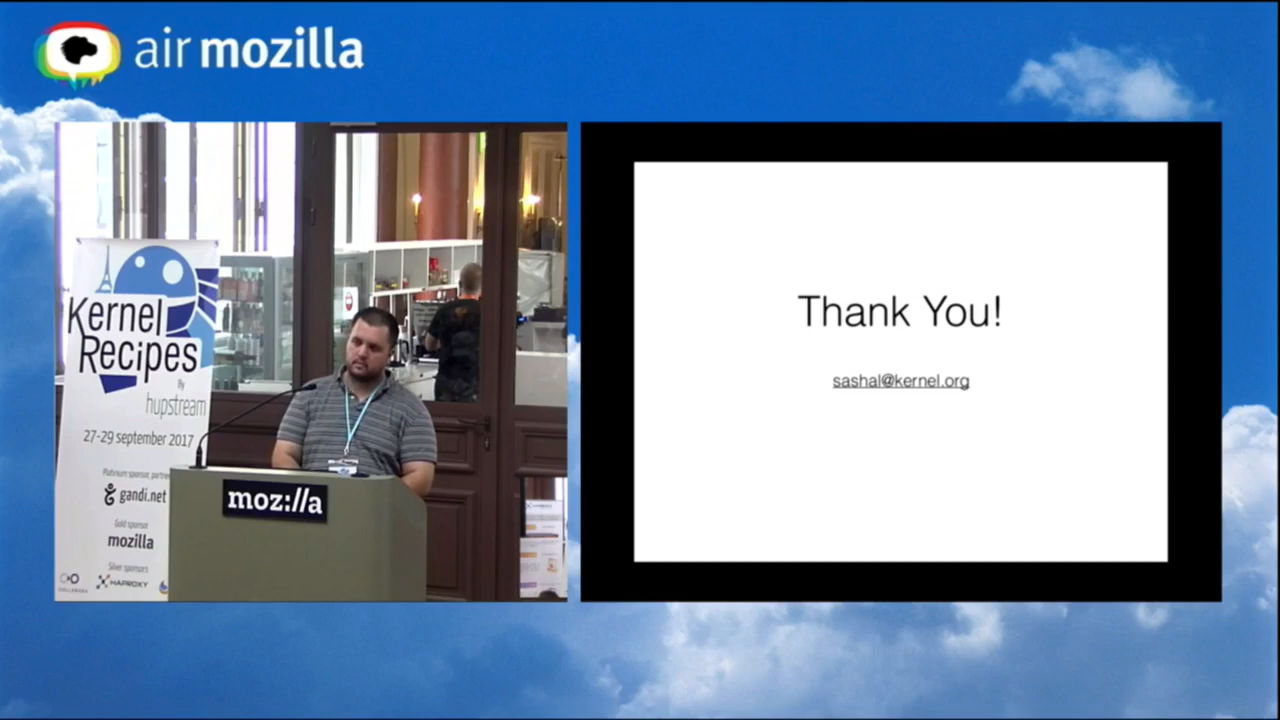 air mozilla
Kernel
Recipes
By
hupstream
27-29 september 2017
Platinum sponsor, partner
gandi.net
Gold sponsor
mozilla
Silver sponsors
HAPROXY
moz://a
Thank You!
sashal@kernel.org